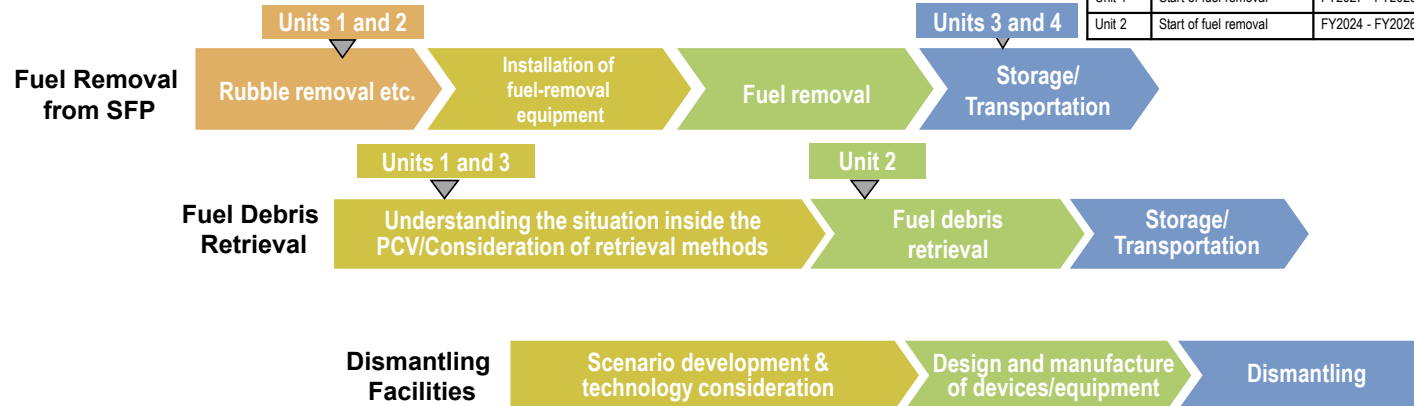 Unit 2
Start of fuel removal
FY2024 - FY2026
Units 1 and 2
Units 3 and 4
Fuel Removal
from SFP
Rubble removal etc.
Installation of
fuel-removal
equipment
Fuel removal
Storage/
Transportation
Units 1 and 3
Unit 2
Fuel Debris
Retrieval
Understanding the situation inside the
PCV/Consideration of retrieval methods
Fuel debris
retrieval
Storage/
Transportation
Dismantling
Facilities
Scenario development &
technology consideration
Design and manufacture
of devices/equipment
Dismantling